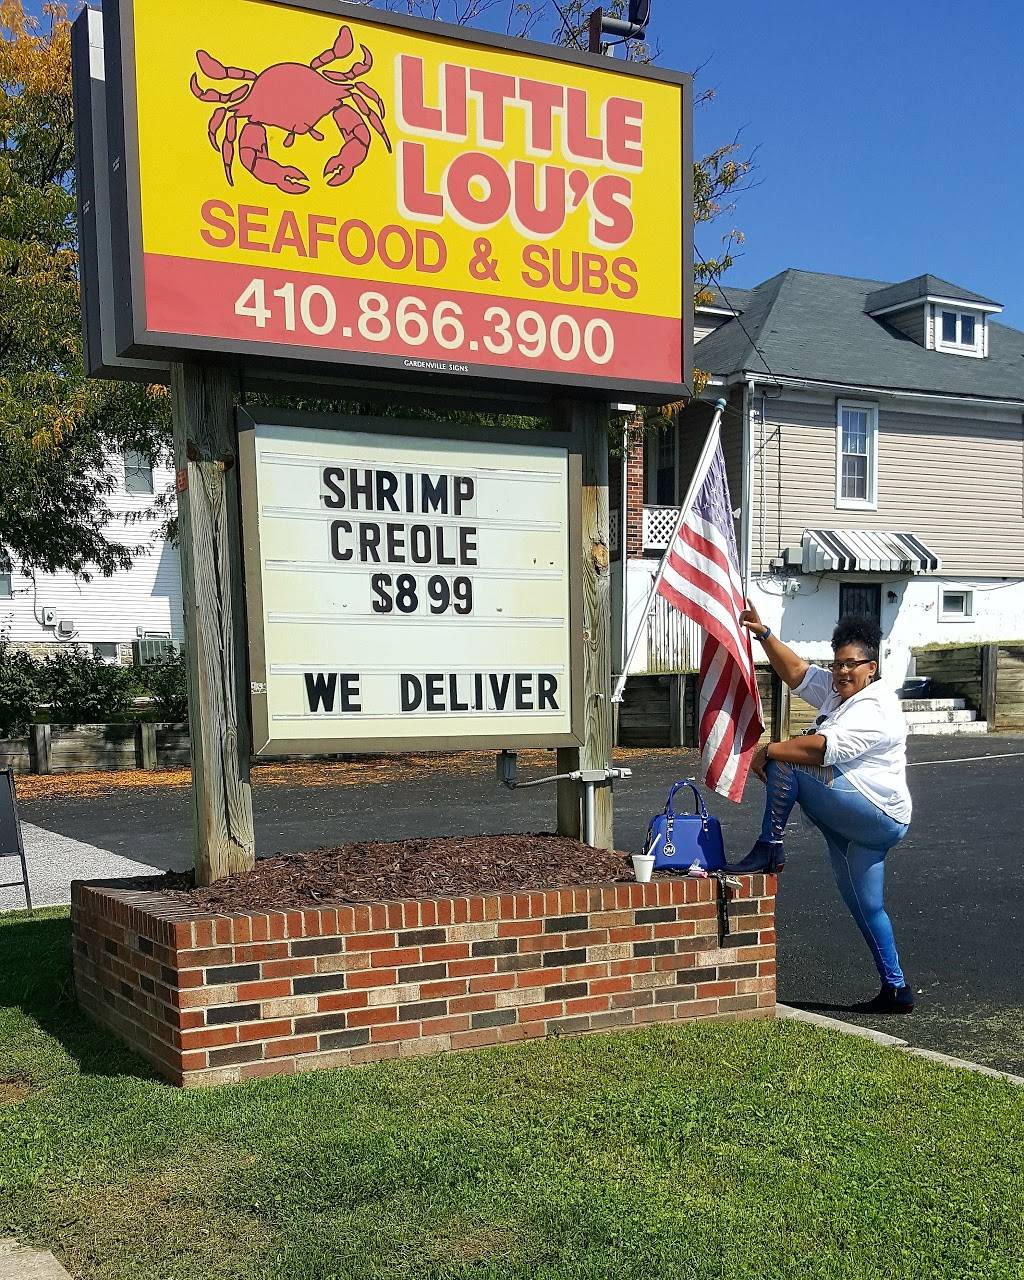 LITTLE
LOU'S
SEAFOOD & SUBS
410.866.3900
GARDENVILLE SIGNS
SHRIMP
CREOLE
$8 99
WE DELIVER